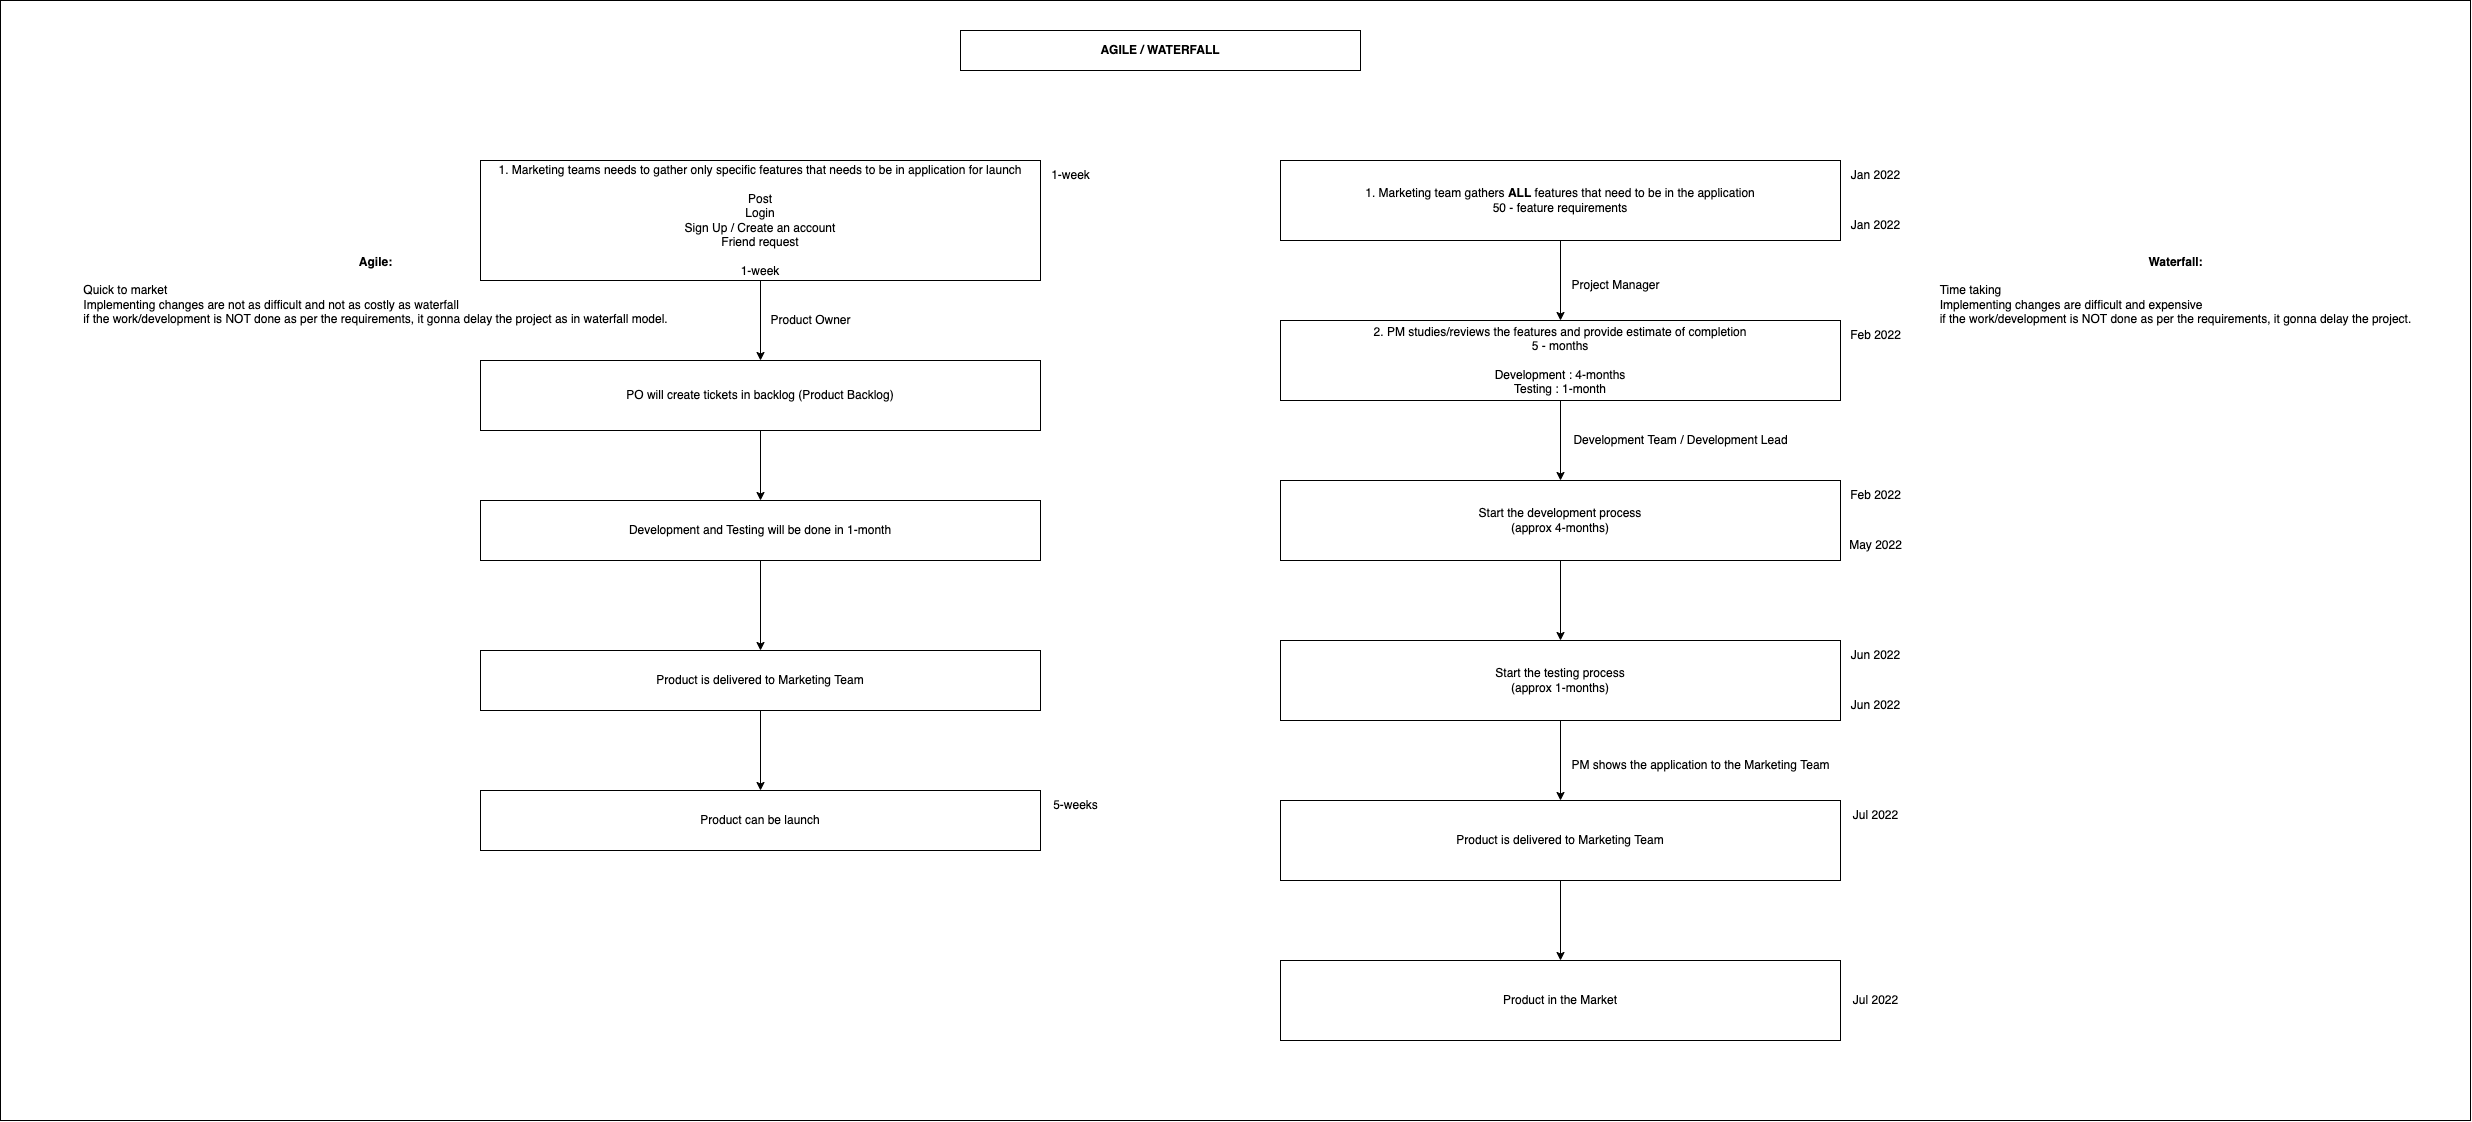 AGILE / WATERFALL
1. Marketing teams needs to gather only specific features that needs to be in application for launch
Post
Login
Sign Up / Create an account
Friend request
1-week
1-week
Agile:
Quick to market
Implementing changes are not as difficult and not as costly as waterfall
if the work/development is NOT done as per the requirements, it gonna delay the project as in waterfall model.
Product Owner
PO will create tickets in backlog (Product Backlog)
Development and Testing will be done in 1-month
Product is delivered to Marketing Team
Product can be launch
5-weeks
1. Marketing team gathers ALL features that need to be in the application
50 - feature requirements
Jan 2022
Jan 2022
Project Manager
2. PM studies/reviews the features and provide estimate of completion
5 - months
Development : 4-months
Testing : 1-month
Feb 2022
Development Team / Development Lead
Start the development process
(approx 4-months)
Feb 2022
May 2022
Start the testing process
(approx 1-months)
Jun 2022
Jun 2022
PM shows the application to the Marketing Team
Product is delivered to Marketing Team
Jul 2022
Product in the Market
Jul 2022
Waterfall:
Time taking
Implementing changes are difficult and expensive
if the work/development is NOT done as per the requirements, it gonna delay the project.